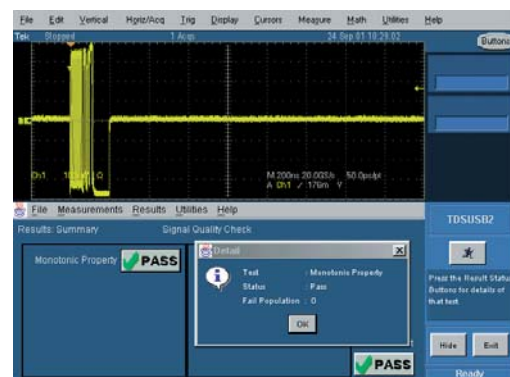 File Edit Vertical Horiz/Acq Trig Display Cursors Measure Math Utilities Help
Tek Stopped 1 Acqs 24 Sep 01 10:29:02 Buttons
Ch1 Ω M 200ns 20.0GS/s 50.0ps/pt
A Ch1 176m V
File Measurements Results Utilities Help
Results: Summary Signal Quality Check
TDSUSB2
Monotonic Property PASS
Detail
Test : Monotonic Property
Status : Pass
Fail Population : 0
OK
Press the Result Status
Buttons for details of
that test.
Hide Exit
PASS
Ready